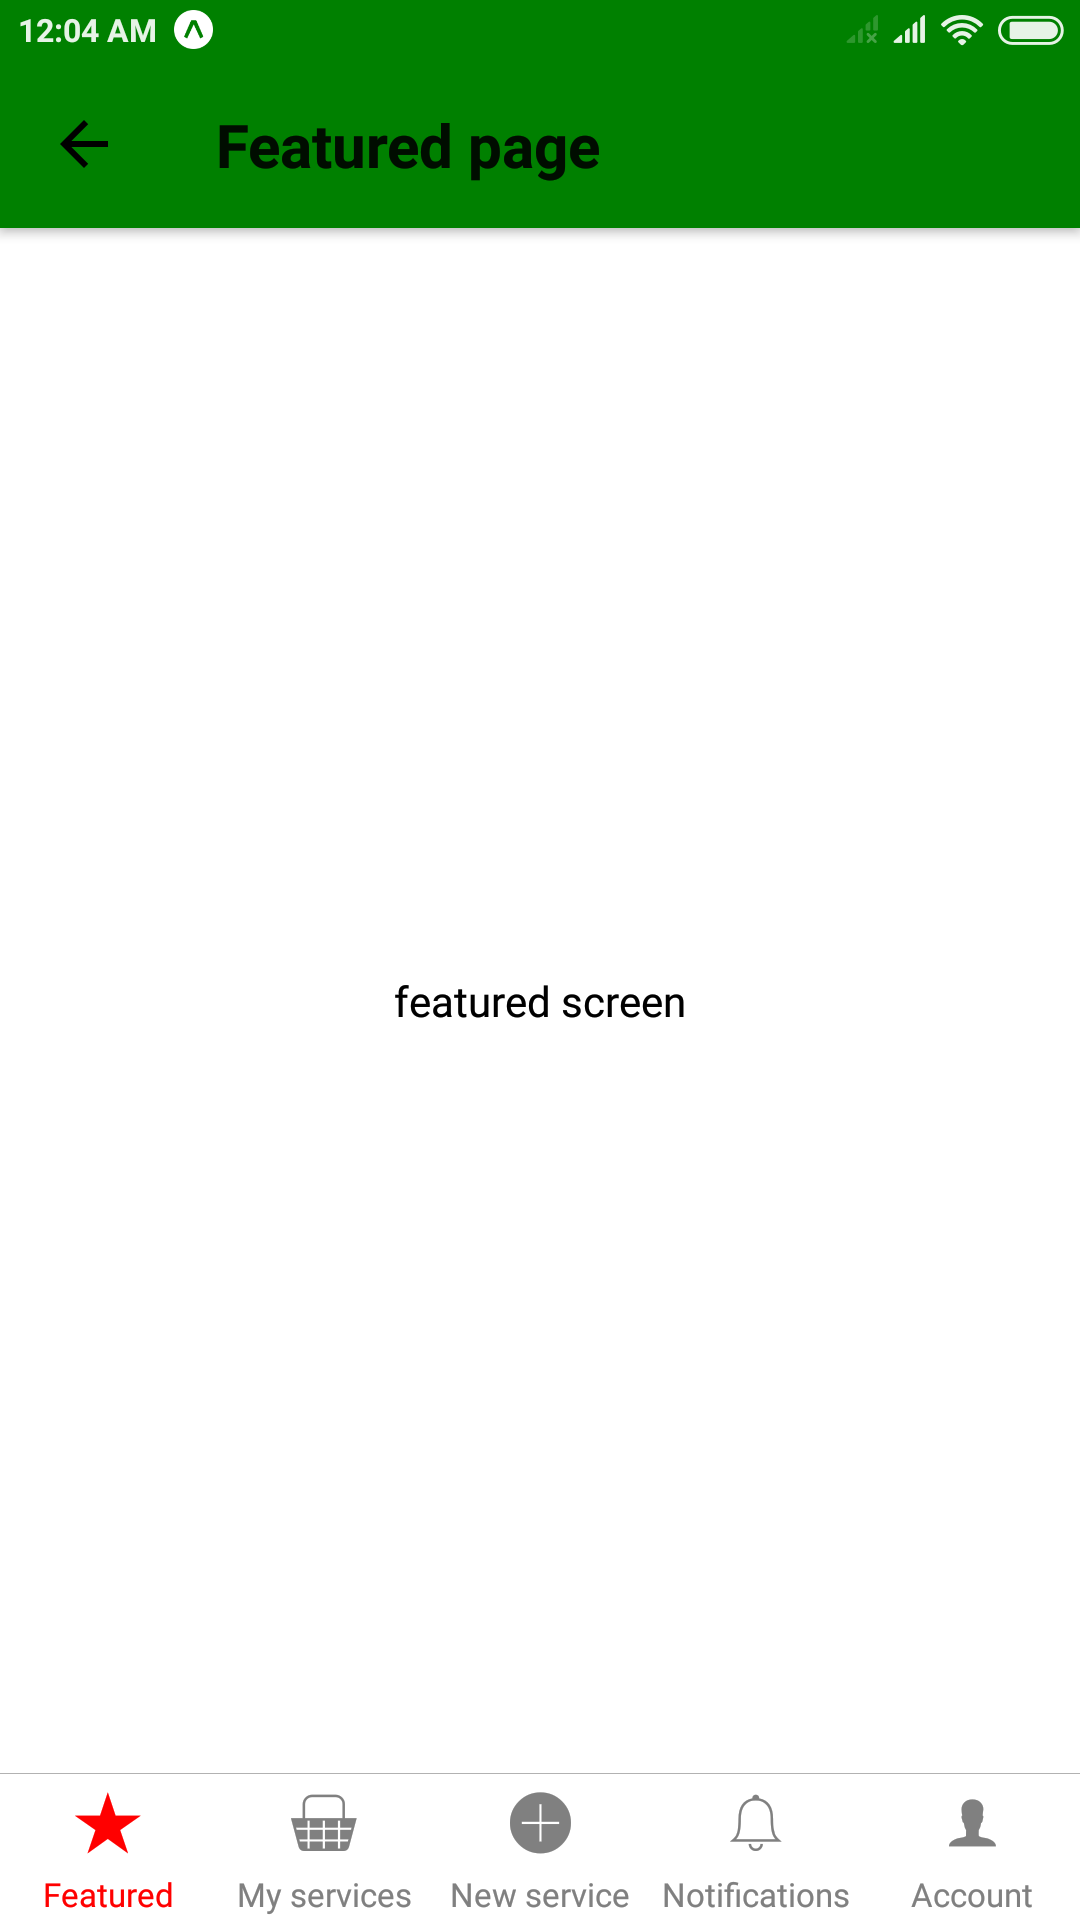 12:04 AM
Featured page
featured screen
Featured
My services
New service
Notifications
Account